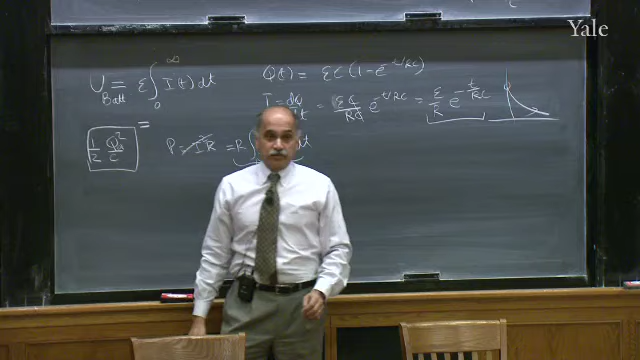 Yale
U_Batt = ε ∫₀^∞ I(t) dt
Q(t) = εC (1 - e^{-t/RC})
I = dQ/dt = εC/RC e^{-t/RC} = ε/R e^{-t/RC}
=
1/2 Q²/C
P = I²R = R ∫ dt